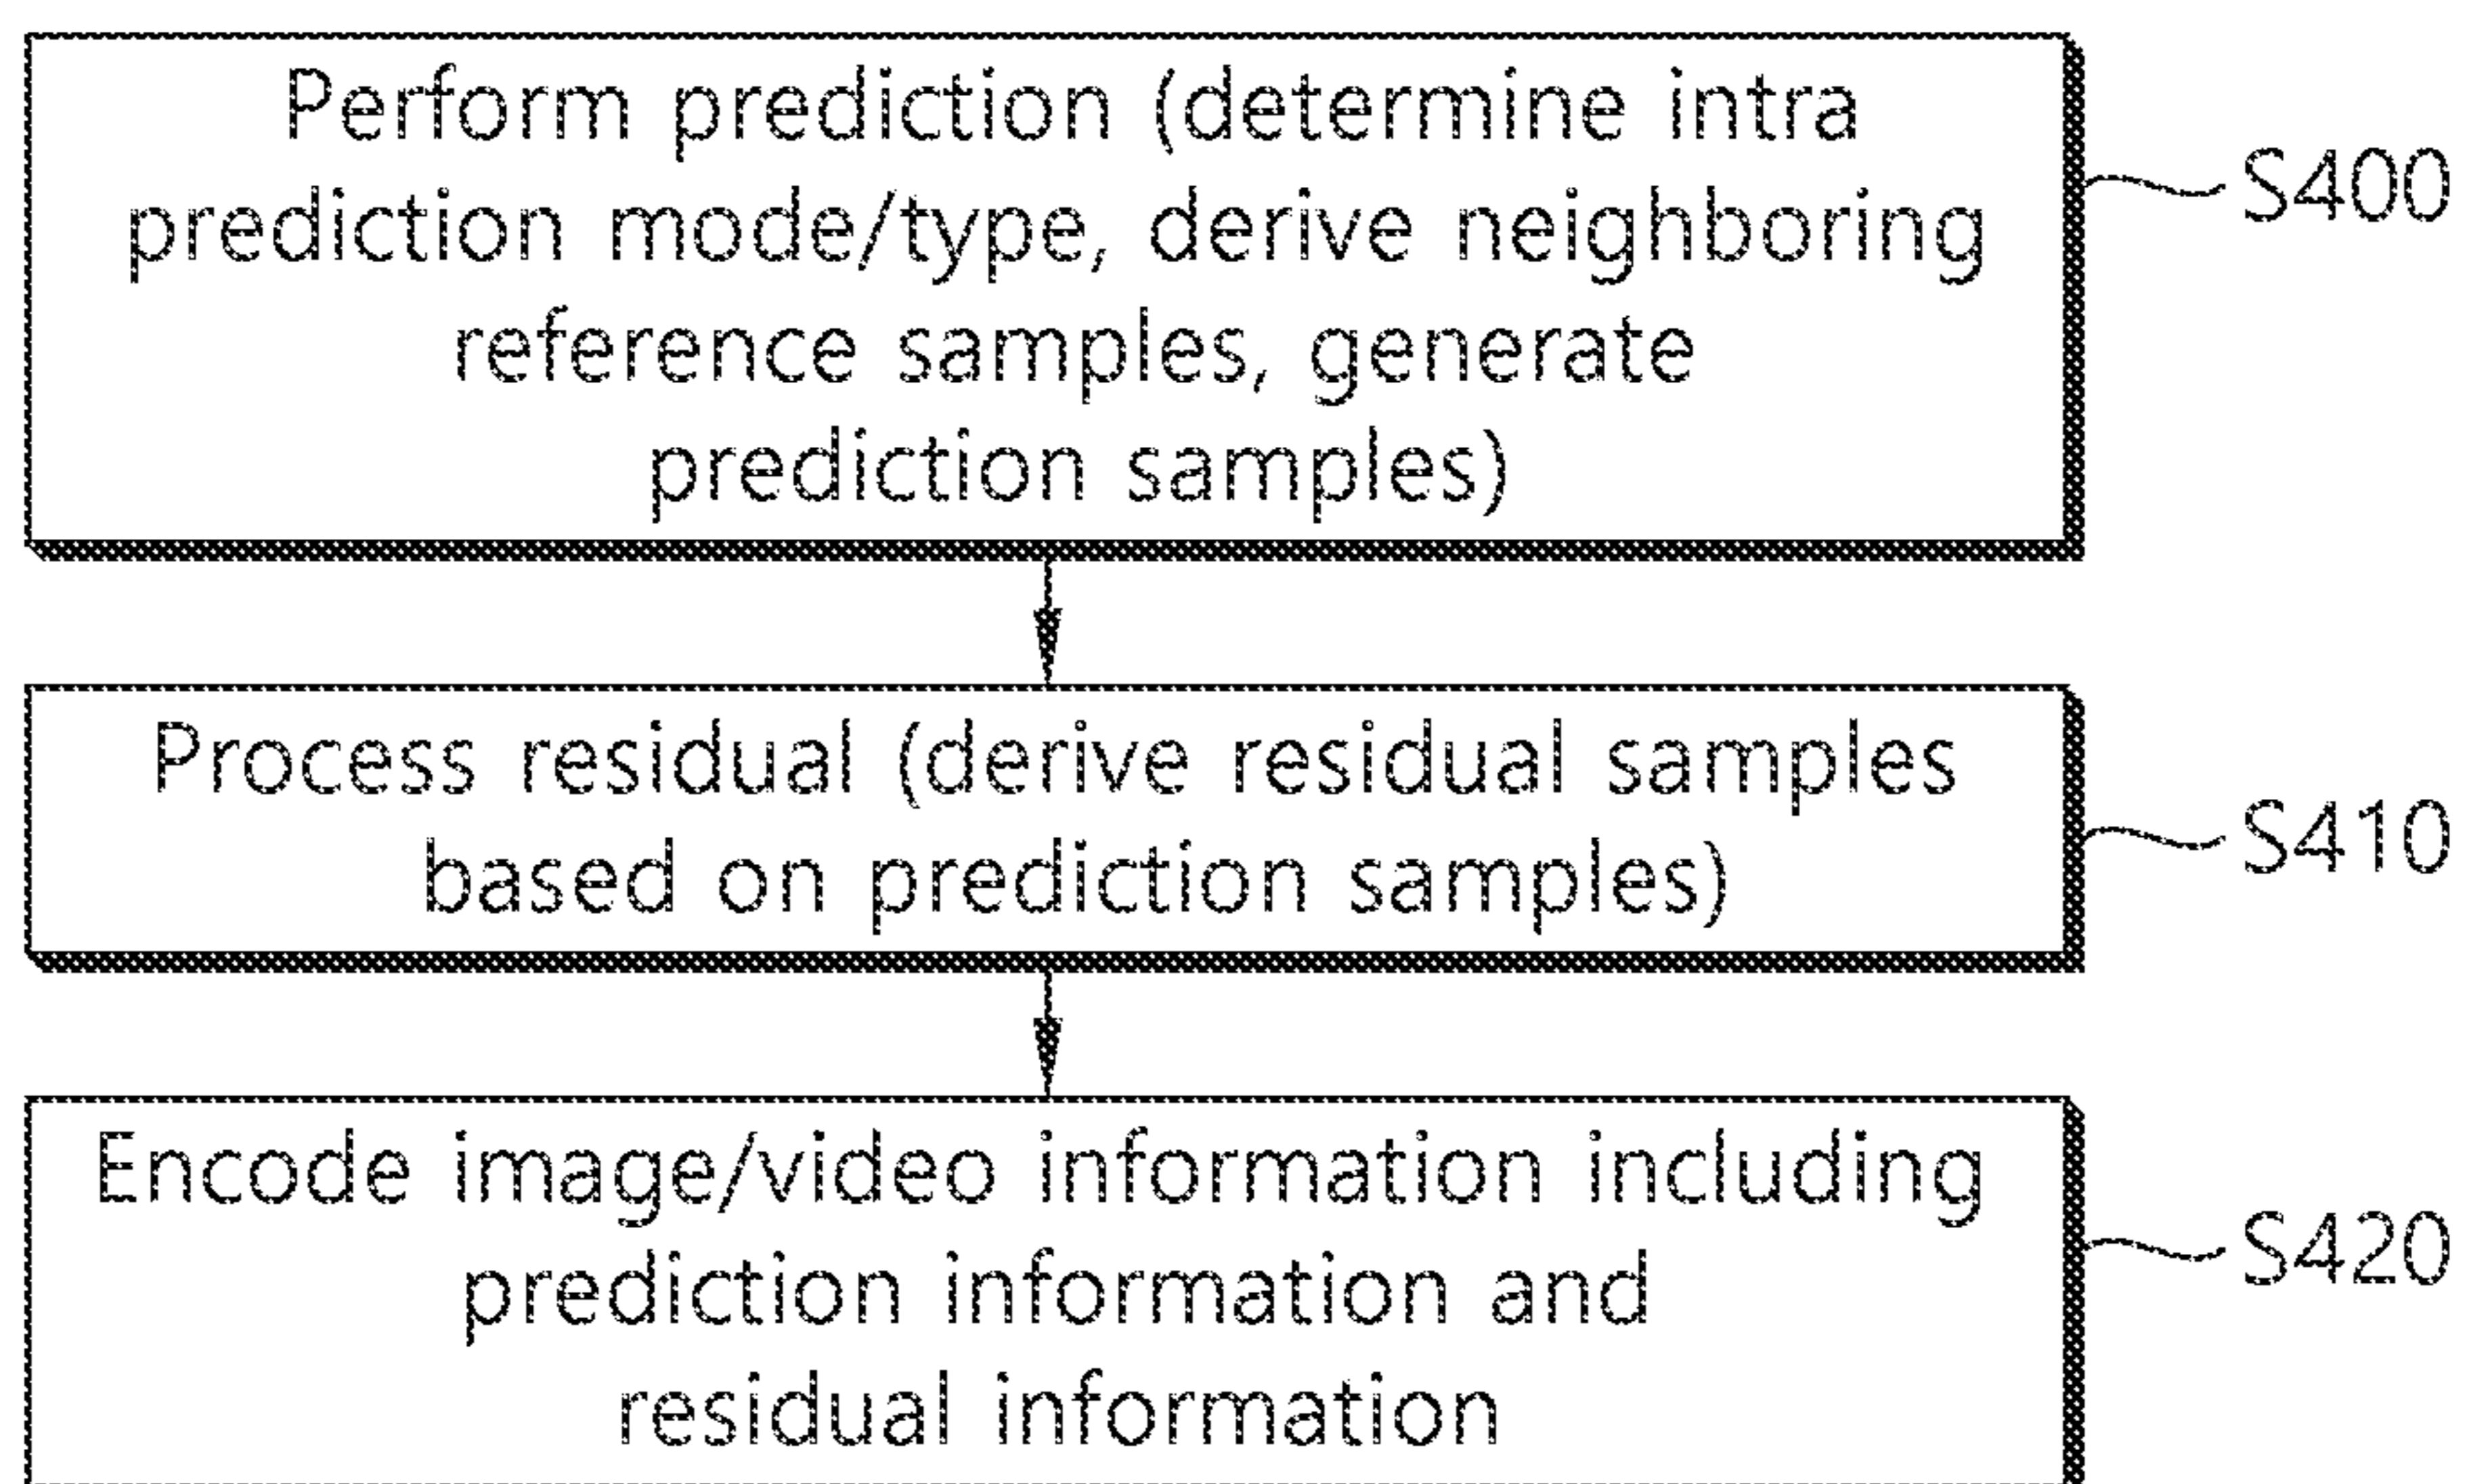 Perform prediction (determine intra
prediction mode/type, derive neighboring
reference samples, generate
prediction samples)
S400
Process residual (derive residual samples
based on prediction samples)
S410
Encode image/video information including
prediction information and
residual information
S420